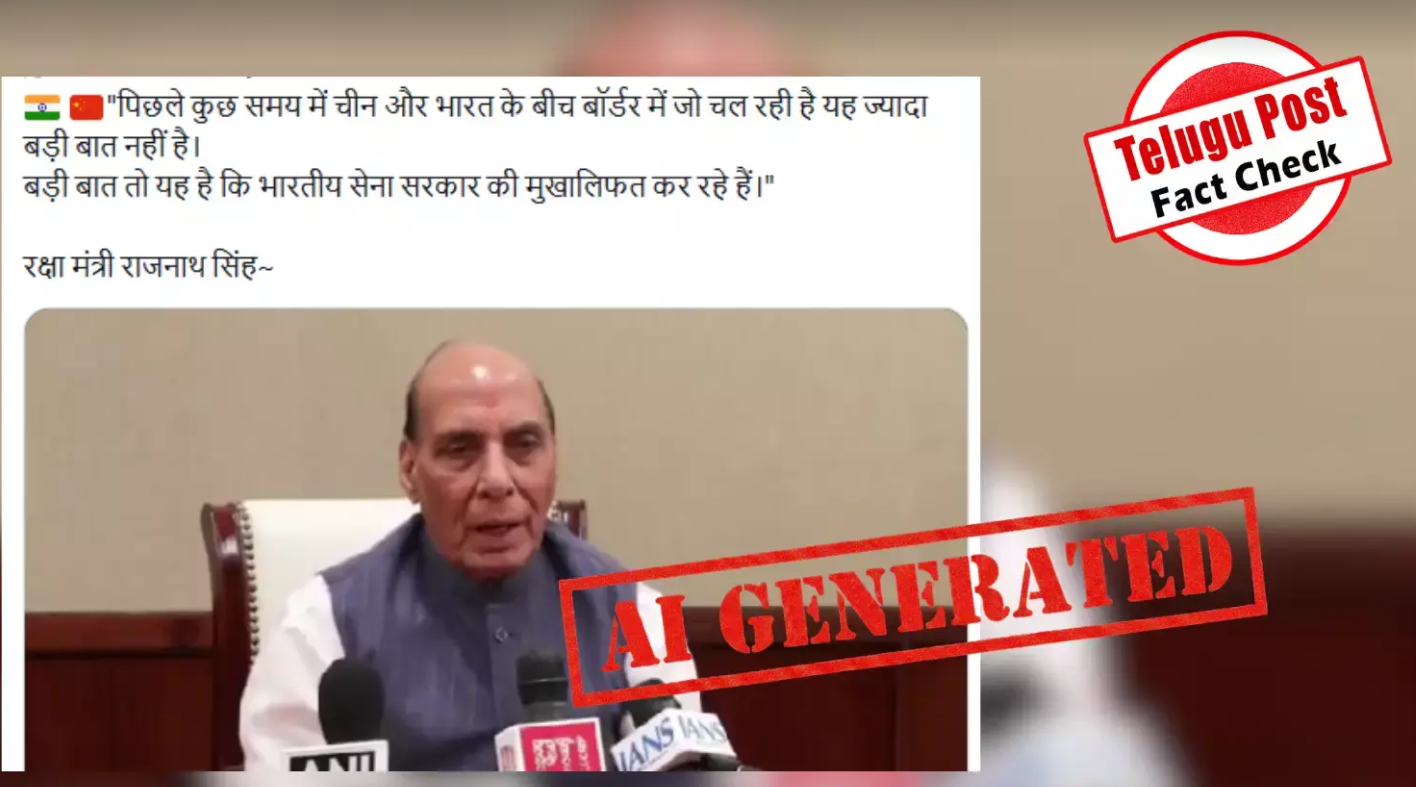 "पिछले कुछ समय में चीन और भारत के बीच बॉर्डर में जो चल रही है यह ज्यादा
बड़ी बात नहीं है।
बड़ी बात तो यह है कि भारतीय सेना सरकार की मुखालिफत कर रहे हैं।"
रक्षा मंत्री राजनाथ सिंह~
Telugu Post
Fact Check
AI GENERATED
ANI
PTI
IANS IANS